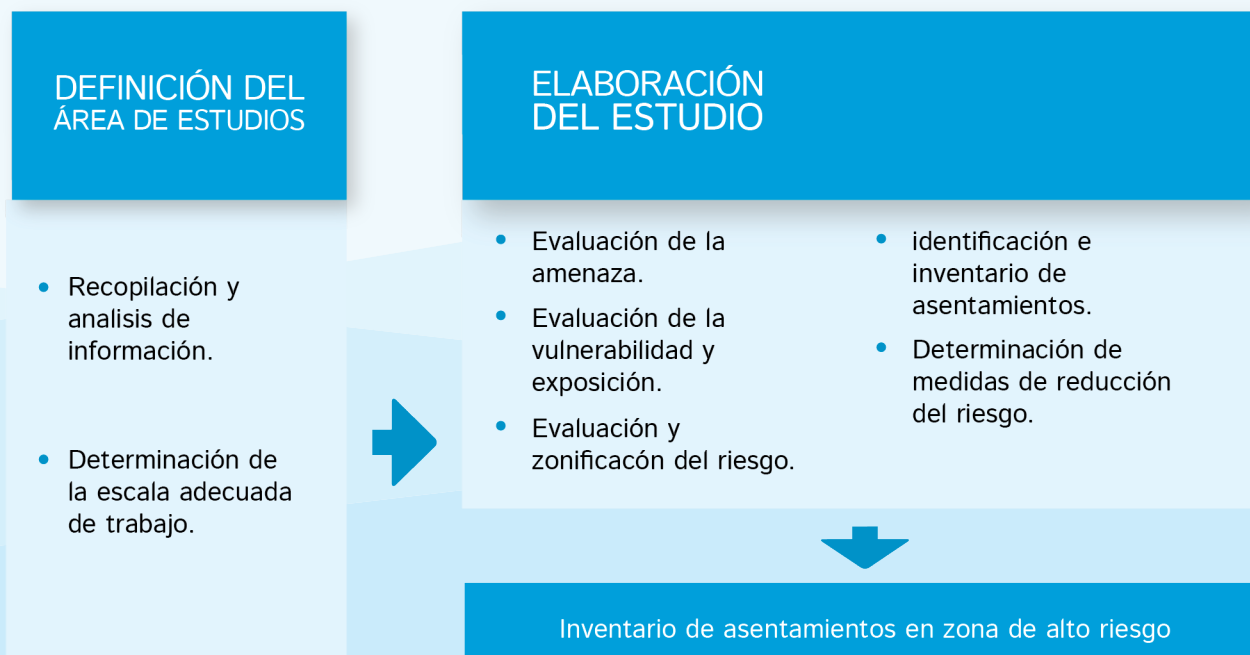 DEFINICIÓN DEL
ÁREA DE ESTUDIOS
Recopilación y
analisis de
información.
Determinación de
la escala adecuada
de trabajo.
ELABORACIÓN
DEL ESTUDIO
Evaluación de la
amenaza.
Evaluación de la
vulnerabilidad y
exposición.
Evaluación y
zonificacón del riesgo.
identificación e
inventario de
asentamientos.
Determinación de
medidas de reducción
del riesgo.
Inventario de asentamientos en zona de alto riesgo